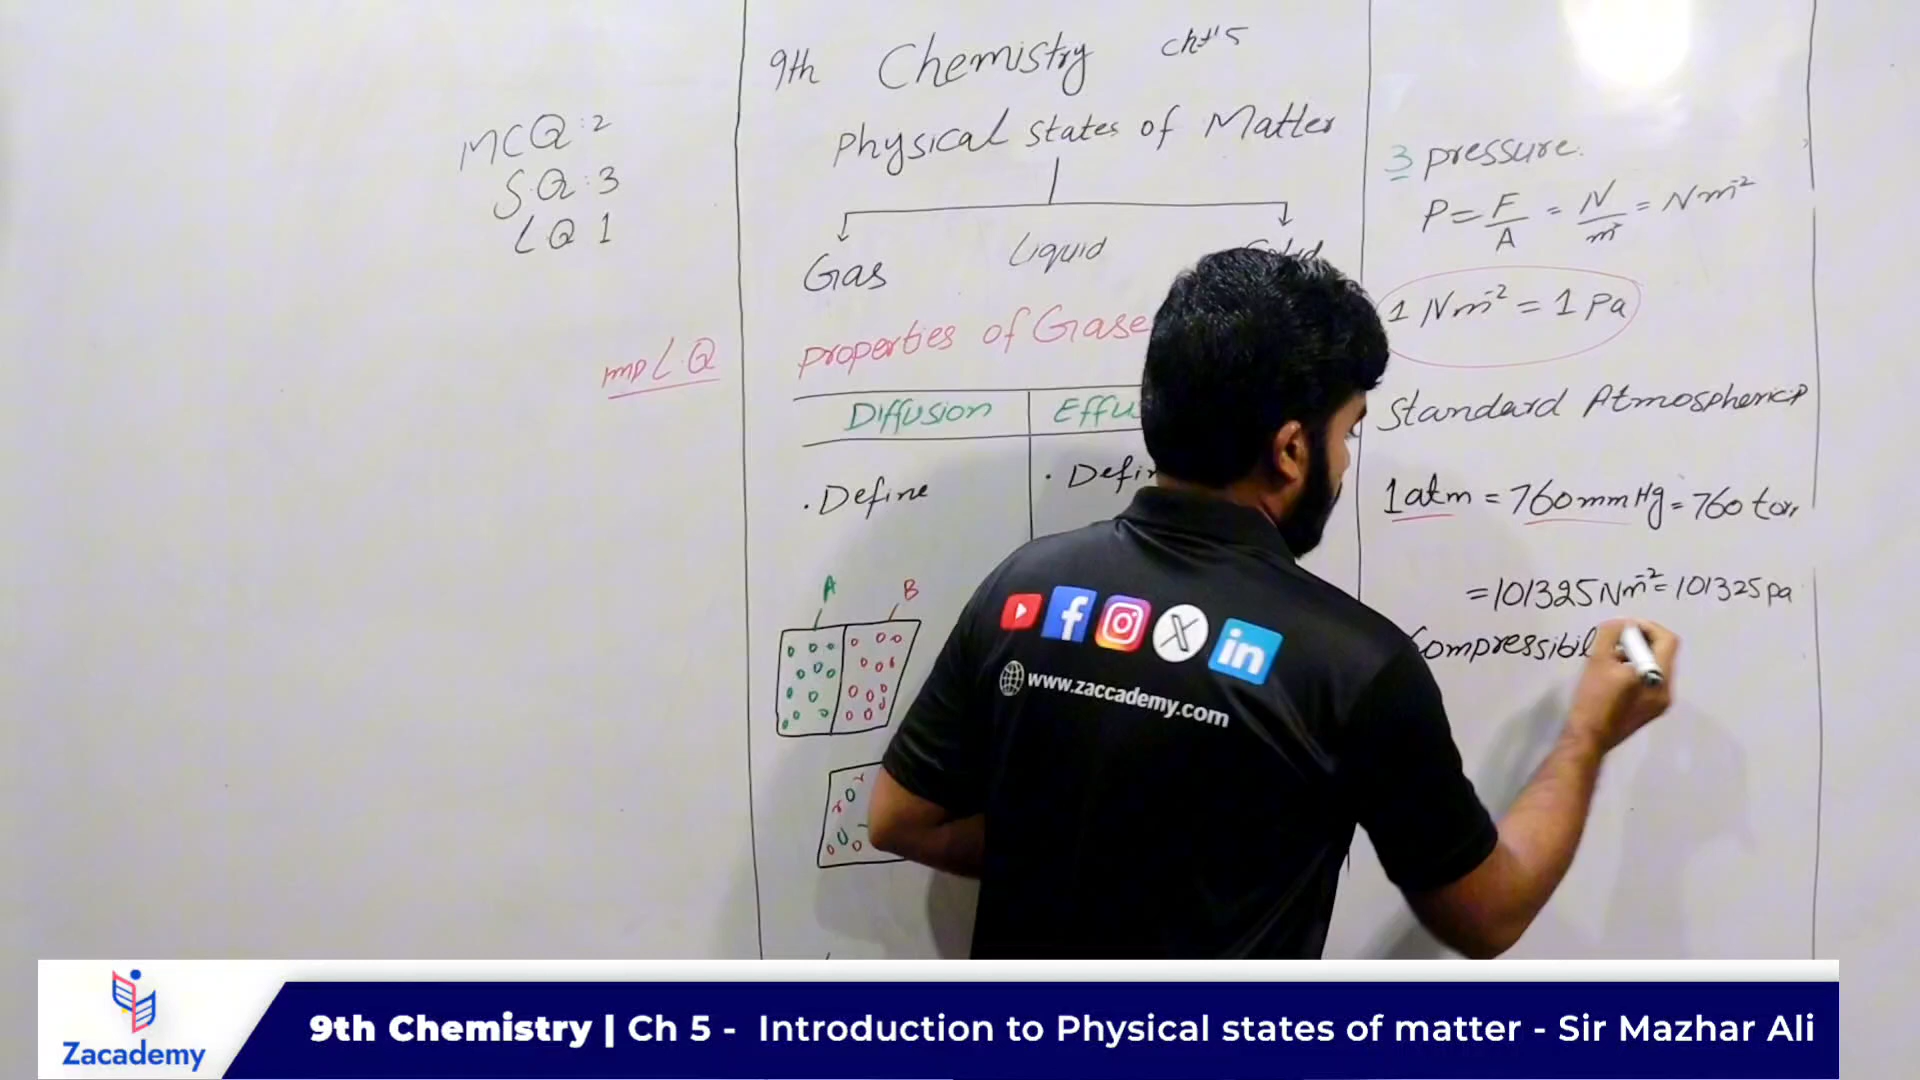 MCQ:2
SQ:3
LQ 1
imp L.Q
9th Chemistry ch#5
Physical states of Matter
Gas Liquid
properties of Gase
Diffusion Effu
. Define . Defin
A B
3 pressure.
P = F/A = N/m² = Nm⁻²
1 Nm⁻² = 1 Pa
Standard Atmospheric P
1atm = 760mmHg = 760 torr
= 101325 Nm⁻² = 101325 pa
Compressibil
in
www.zaccademy.com
Zacademy
9th Chemistry | Ch 5 - Introduction to Physical states of matter - Sir Mazhar Ali